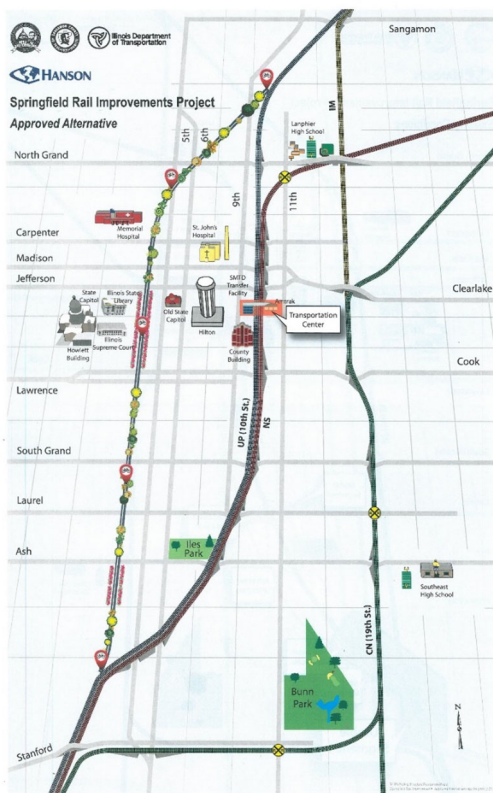 Illinois Department
of Transportation
HANSON
Springfield Rail Improvements Project
Approved Alternative
Sangamon
5th
6th
IM
Lanphier
High School
North Grand
9th
11th
Memorial
Hospital
St. John's
Hospital
Carpenter
Madison
Jefferson
SMTD
Transfer
Facility
State
Capitol
Illinois State
Library
Old State
Capitol
Hilton
Amtrak
Clearlake
Transportation
Center
Howlett
Building
Illinois
Supreme Court
County
Building
Cook
Lawrence
UP (10th St.)
NS
South Grand
Laurel
Ash
Iles
Park
Southeast
High School
CN (19th St.)
Bunn
Park
Stanford
N